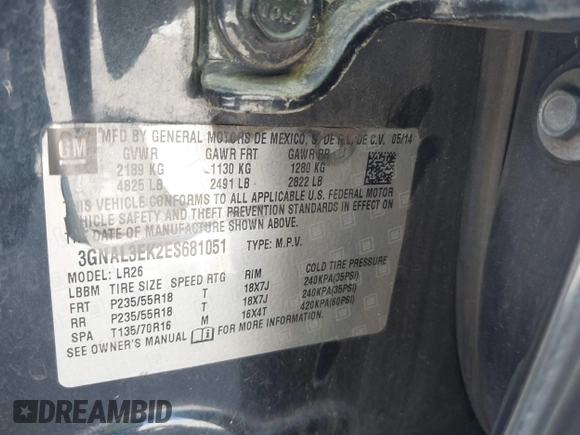 GM
MFD BY GENERAL MOTORS DE MEXICO, S. DE R.L. DE C.V. 05/14
GVWR GAWR FRT GAWR RR
2189 KG 1130 KG 1280 KG
4825 LB 2491 LB 2822 LB
THIS VEHICLE CONFORMS TO ALL APPLICABLE U.S. FEDERAL MOTOR
VEHICLE SAFETY AND THEFT PREVENTION STANDARDS IN EFFECT ON
DATE OF MANUFACTURE SHOWN ABOVE.
3GNAL3EK2ES681051 TYPE: M.P.V.
MODEL: LR26
LBBM TIRE SIZE SPEED RTG RIM COLD TIRE PRESSURE
FRT P235/55R18 T 18X7J 240KPA(35PSI)
RR P235/55R18 T 18X7J 240KPA(35PSI)
SPA T135/70R16 M 16X4T 420KPA(60PSI)
SEE OWNER'S MANUAL FOR MORE INFORMATION.
DREAMBID